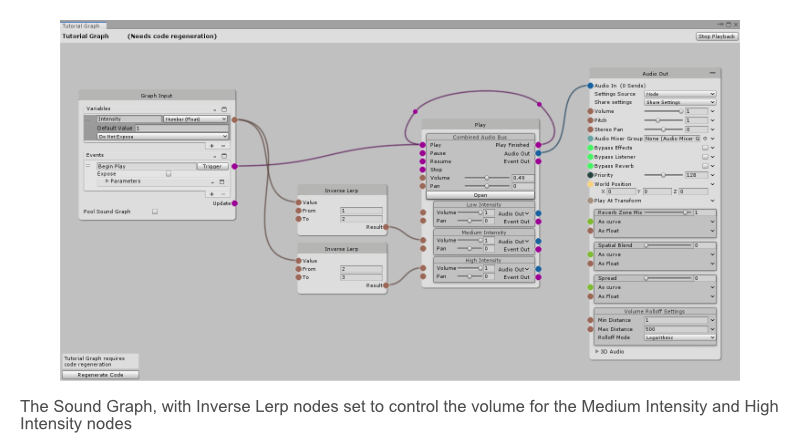 Tutorial Graph
Tutorial Graph (Needs code regeneration) Stop Playback
Graph Input
Variables
Intensity Number (Float)
Default Value 1
Do Not Expose
+ −
Events
Begin Play Trigger
Expose
Parameters
+ −
Update
Pool Sound Graph
Inverse Lerp
Value
From 1
To 2
Result
Inverse Lerp
Value
From 2
To 3
Result
Play
Combined Audio Bus
Play Play Finished
Pause Audio Out
Resume Event Out
Stop
Volume 0.49
Pan 0
Open
Low Intensity
Volume 1 Audio Out
Pan 0 Event Out
Medium Intensity
Volume 1 Audio Out
Pan 0 Event Out
High Intensity
Volume 1 Audio Out
Pan 0 Event Out
Audio Out
Audio In (0 Sends)
Settings Source Node
Share settings Share Settings
Volume 1
Pitch 1
Stereo Pan 0
Audio Mixer Group None (Audio Mixer G
Bypass Effects
Bypass Listener
Bypass Reverb
Priority 128
World Position
X 0 Y 0 Z 0
Play At Transform
Reverb Zone Mix 1
As curve
As float
Spatial Blend 0
As curve
As float
Spread 0
As curve
As float
Volume Rolloff Settings
Min Distance 1
Max Distance 500
Rolloff Mode Logarithmic
3D Audio
Tutorial Graph requires
code regeneration
Regenerate Code
The Sound Graph, with Inverse Lerp nodes set to control the volume for the Medium Intensity and High
Intensity nodes